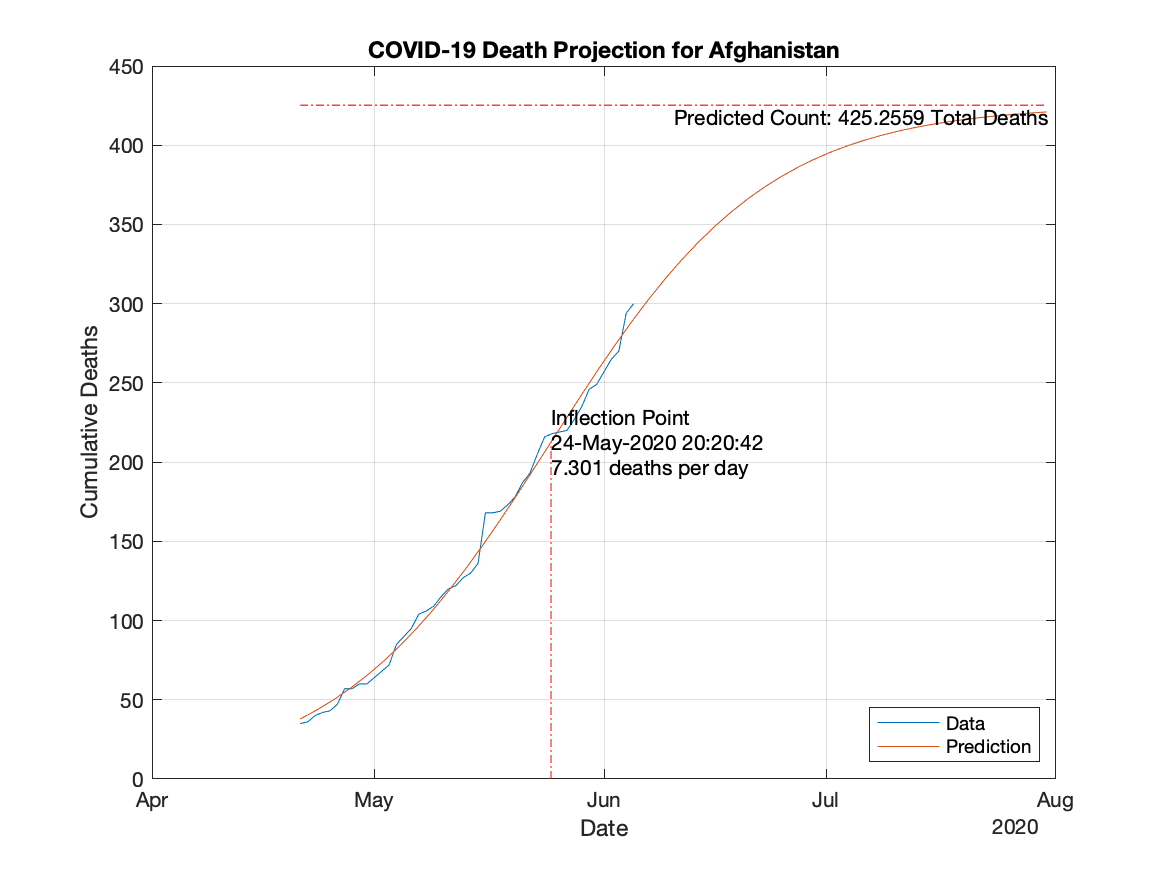 COVID-19 Death Projection for Afghanistan
450
400
350
300
250
200
150
100
50
0
Cumulative Deaths
Predicted Count: 425.2559 Total Deaths
Inflection Point
24-May-2020 20:20:42
7.301 deaths per day
Data
Prediction
Apr May Jun Jul Aug
Date
2020